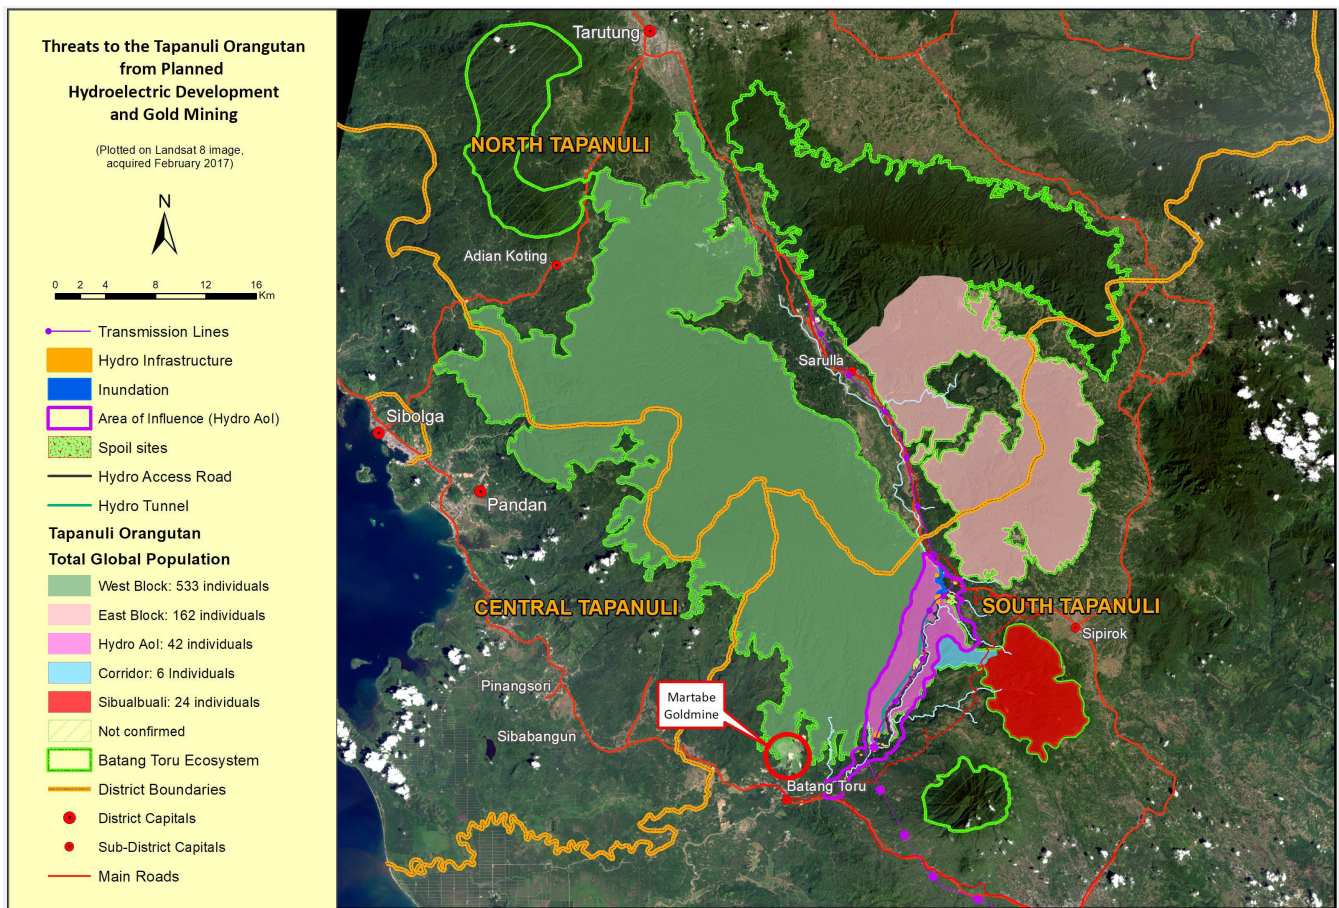 Threats to the Tapanuli Orangutan
from Planned
Hydroelectric Development
and Gold Mining
(Plotted on Landsat 8 image,
acquired February 2017)
N
0 2 4 8 12 16
Km
Transmission Lines
Hydro Infrastructure
Inundation
Area of Influence (Hydro AoI)
Spoil sites
Hydro Access Road
Hydro Tunnel
Tapanuli Orangutan
Total Global Population
West Block: 533 individuals
East Block: 162 individuals
Hydro AoI: 42 individuals
Corridor: 6 Individuals
Sibualbuali: 24 individuals
Not confirmed
Batang Toru Ecosystem
District Boundaries
District Capitals
Sub-District Capitals
Main Roads
Tarutung
NORTH TAPANULI
Adian Koting
Sarulla
Sibolga
Pandan
CENTRAL TAPANULI
SOUTH TAPANULI
Sipirok
Pinangsori
Martabe
Goldmine
Sibabangun
Batang Toru